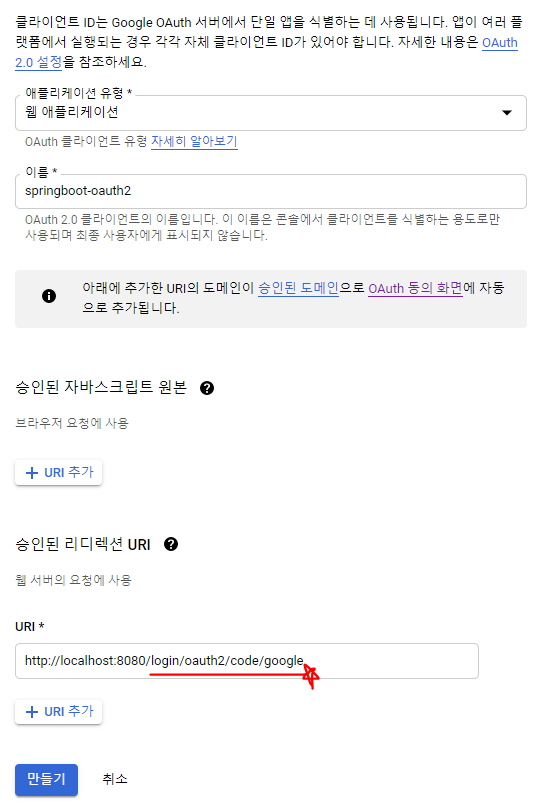 클라이언트 ID는 Google OAuth 서버에서 단일 앱을 식별하는 데 사용됩니다. 앱이 여러 플
랫폼에서 실행되는 경우 각각 자체 클라이언트 ID가 있어야 합니다. 자세한 내용은 OAuth
2.0 설정을 참조하세요.
애플리케이션 유형 *
웹 애플리케이션
OAuth 클라이언트 유형 자세히 알아보기
이름 *
springboot-oauth2
OAuth 2.0 클라이언트의 이름입니다. 이 이름은 콘솔에서 클라이언트를 식별하는 용도로만
사용되며 최종 사용자에게 표시되지 않습니다.
아래에 추가한 URI의 도메인이 승인된 도메인으로 OAuth 동의 화면에 자동
으로 추가됩니다.
승인된 자바스크립트 원본
브라우저 요청에 사용
+ URI 추가
승인된 리디렉션 URI
웹 서버의 요청에 사용
URI *
http://localhost:8080/login/oauth2/code/google
+ URI 추가
만들기 취소